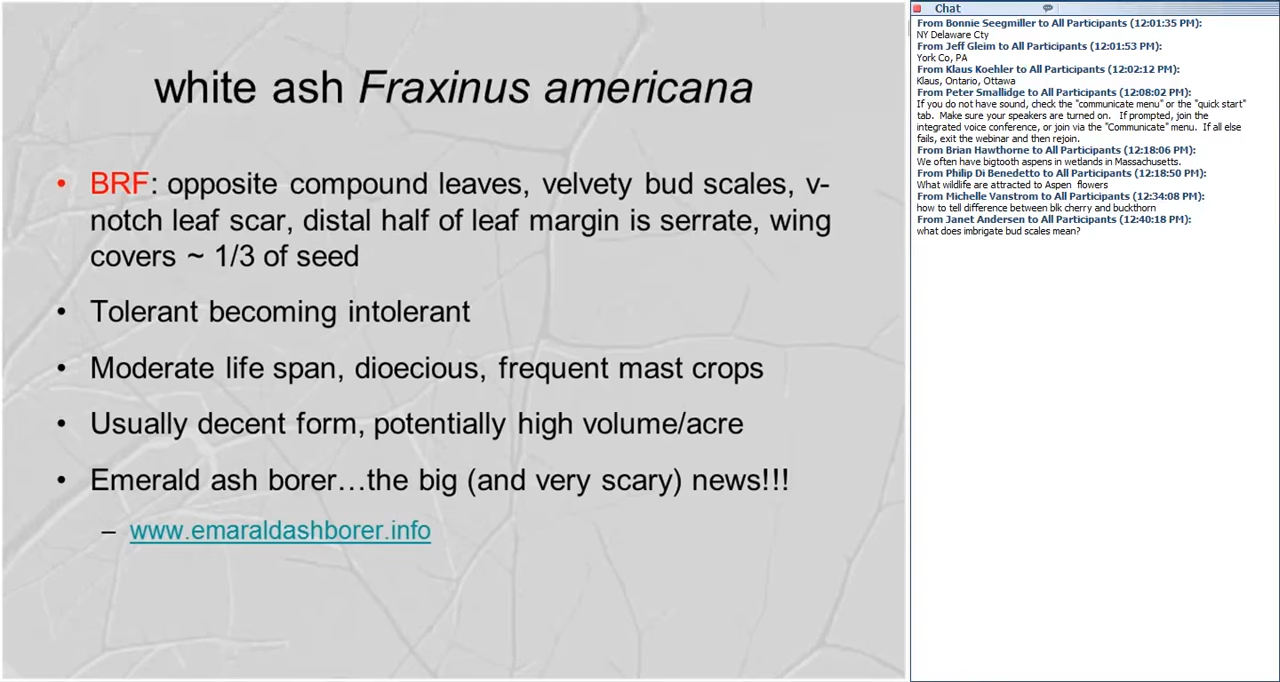 white ash Fraxinus americana
• BRF: opposite compound leaves, velvety bud scales, v-
notch leaf scar, distal half of leaf margin is serrate, wing
covers ~ 1/3 of seed
• Tolerant becoming intolerant
• Moderate life span, dioecious, frequent mast crops
• Usually decent form, potentially high volume/acre
• Emerald ash borer…the big (and very scary) news!!!
– www.emaraldashborer.info
Chat
From Bonnie Seegmiller to All Participants (12:01:35 PM):
NY Delaware Cty
From Jeff Gleim to All Participants (12:01:53 PM):
York Co, PA
From Klaus Koehler to All Participants (12:02:12 PM):
Klaus, Ontario, Ottawa
From Peter Smallidge to All Participants (12:08:02 PM):
If you do not have sound, check the "communicate menu" or the "quick start"
tab. Make sure your speakers are turned on. If prompted, join the
integrated voice conference, or join via the "Communicate" menu. If all else
fails, exit the webinar and then rejoin.
From Brian Hawthorne to All Participants (12:18:06 PM):
We often have bigtooth aspens in wetlands in Massachusetts.
From Philip Di Benedetto to All Participants (12:18:50 PM):
What wildlife are attracted to Aspen flowers
From Michelle Vanstrom to All Participants (12:34:08 PM):
how to tell difference between blk cherry and buckthorn
From Janet Andersen to All Participants (12:40:18 PM):
what does imbrigate bud scales mean?